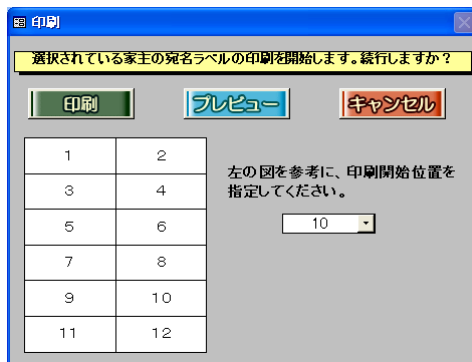 印刷
選択されている家主の宛名ラベルの印刷を開始します。続行しますか？
印刷 プレビュー キャンセル
1 2
3 4
5 6
7 8
9 10
11 12
左の図を参考に、印刷開始位置を
指定してください。
10